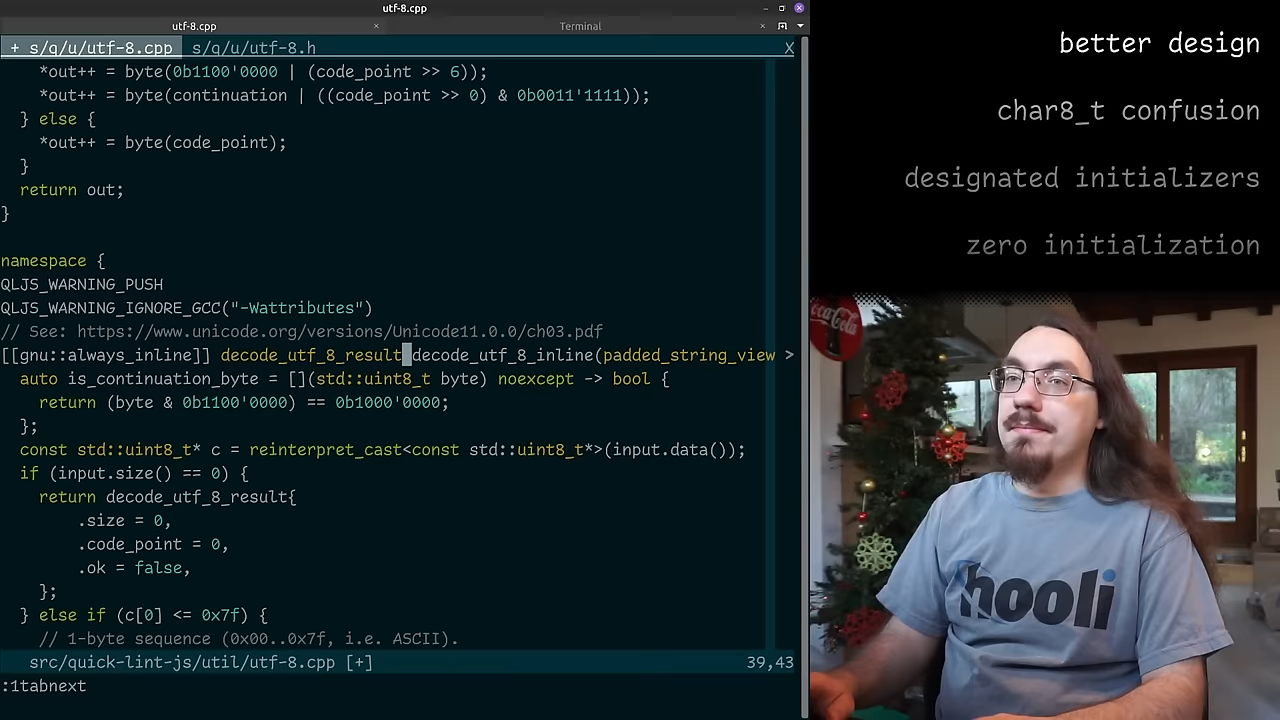 utf-8.cpp
utf-8.cpp × Terminal ×
+ s/q/u/utf-8.cpp s/q/u/utf-8.h X
*out++ = byte(0b1100'0000 | (code_point >> 6));
*out++ = byte(continuation | ((code_point >> 0) & 0b0011'1111));
} else {
*out++ = byte(code_point);
}
return out;
}
namespace {
QLJS_WARNING_PUSH
QLJS_WARNING_IGNORE_GCC("-Wattributes")
// See: https://www.unicode.org/versions/Unicode11.0.0/ch03.pdf
[[gnu::always_inline]] decode_utf_8_result decode_utf_8_inline(padded_string_view >
auto is_continuation_byte = [](std::uint8_t byte) noexcept -> bool {
return (byte & 0b1100'0000) == 0b1000'0000;
};
const std::uint8_t* c = reinterpret_cast<const std::uint8_t*>(input.data());
if (input.size() == 0) {
return decode_utf_8_result{
.size = 0,
.code_point = 0,
.ok = false,
};
} else if (c[0] <= 0x7f) {
// 1-byte sequence (0x00..0x7f, i.e. ASCII).
src/quick-lint-js/util/utf-8.cpp [+] 39,43
:1tabnext
better design
char8_t confusion
designated initializers
zero initialization
Coca-Cola
hooli